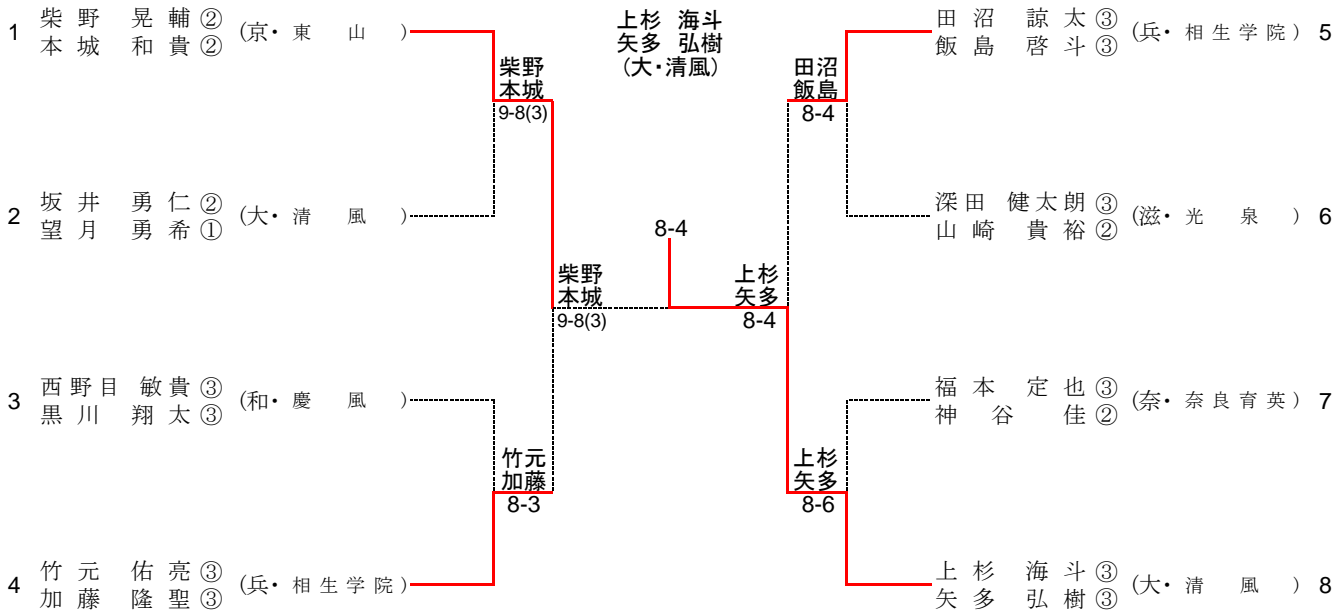 1 柴野 晃輔② (京・東山)
本城 和貴②
上杉 海斗
矢多 弘樹
(大・清風)
田沼 諒太③ (兵・相生学院) 5
飯島 啓斗③
柴野
本城
9-8(3)
田沼
飯島
8-4
2 坂井 勇仁② (大・清風)
望月 勇希①
深田 健太朗③ (滋・光泉) 6
山崎 貴裕②
8-4
柴野
本城
9-8(3)
上杉
矢多
8-4
3 西野目 敏貴③ (和・慶風)
黒川 翔太③
福本 定也③ (奈・奈良育英) 7
神谷 佳②
竹元
加藤
8-3
上杉
矢多
8-6
4 竹元 佑亮③ (兵・相生学院)
加藤 隆聖③
上杉 海斗③ (大・清風) 8
矢多 弘樹③